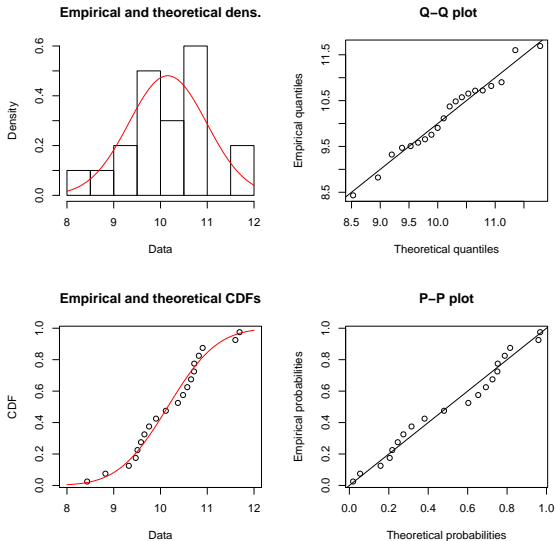 Empirical and theoretical dens.
Density
0.0 0.2 0.4 0.6
8 9 10 11 12
Data
Q−Q plot
Empirical quantiles
8.5 9.5 10.5 11.5
8.5 9.0 9.5 10.0 11.0
Theoretical quantiles
Empirical and theoretical CDFs
CDF
0.0 0.2 0.4 0.6 0.8 1.0
8 9 10 11 12
Data
P−P plot
Empirical probabilities
0.0 0.2 0.4 0.6 0.8 1.0
0.0 0.2 0.4 0.6 0.8 1.0
Theoretical probabilities